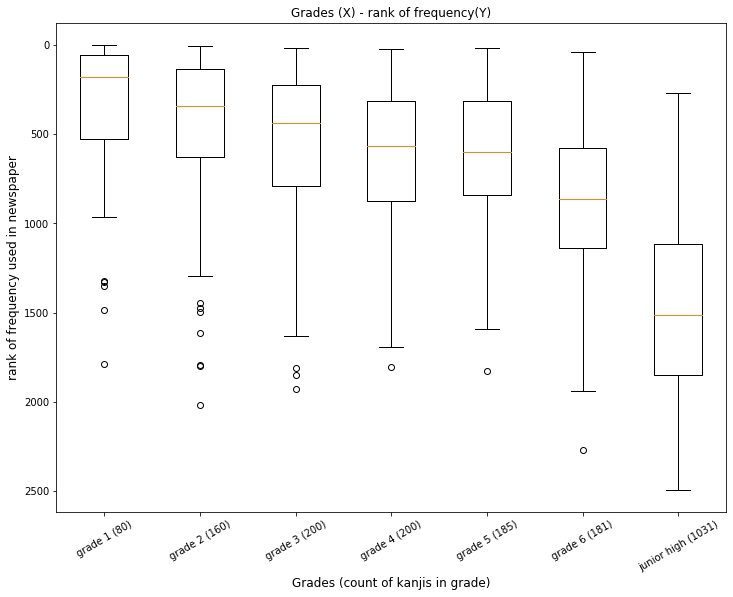 Grades (X) - rank of frequency(Y)
rank of frequency used in newspaper
0
500
1000
1500
2000
2500
grade 1 (80)
grade 2 (160)
grade 3 (200)
grade 4 (200)
grade 5 (185)
grade 6 (181)
junior high (1031)
Grades (count of kanjis in grade)